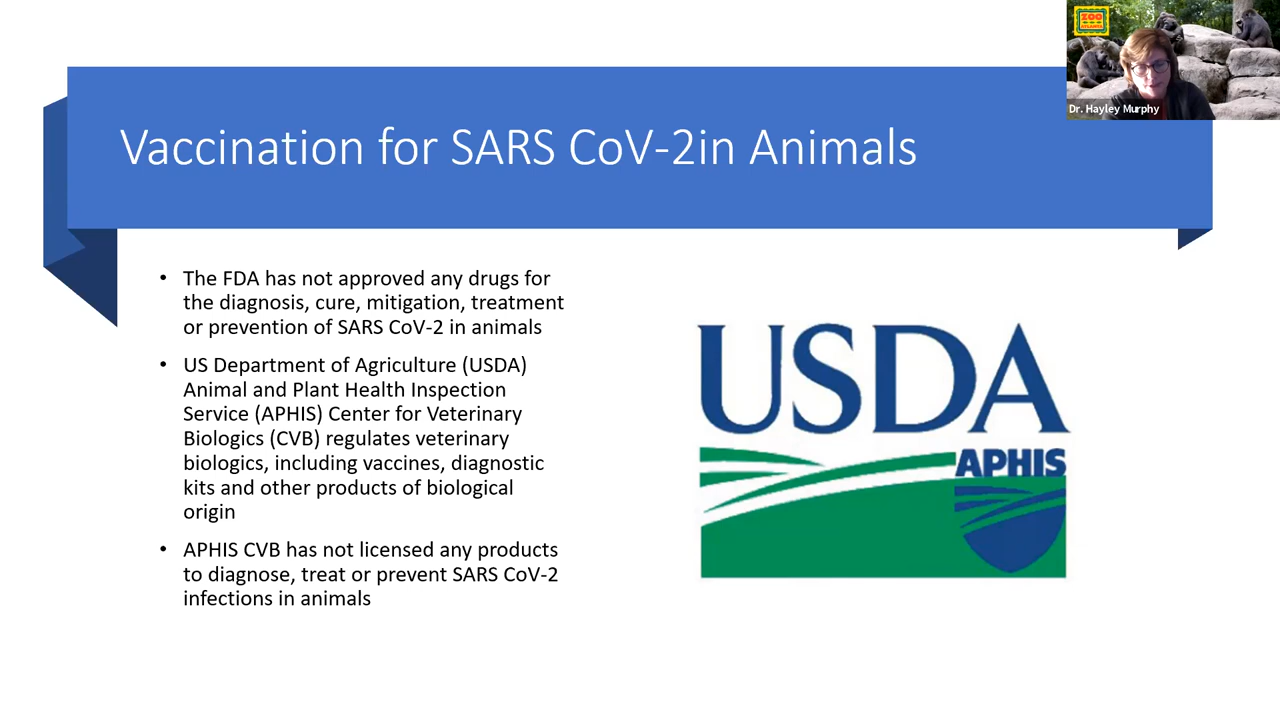 ZOO
ATLANTA
Dr. Hayley Murphy
Vaccination for SARS CoV-2in Animals
• The FDA has not approved any drugs for
the diagnosis, cure, mitigation, treatment
or prevention of SARS CoV-2 in animals
• US Department of Agriculture (USDA)
Animal and Plant Health Inspection
Service (APHIS) Center for Veterinary
Biologics (CVB) regulates veterinary
biologics, including vaccines, diagnostic
kits and other products of biological
origin
• APHIS CVB has not licensed any products
to diagnose, treat or prevent SARS CoV-2
infections in animals
USDA
APHIS